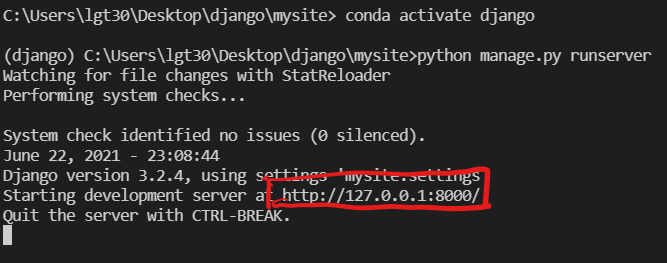 C:\Users\lgt30\Desktop\django\mysite> conda activate django
(django) C:\Users\lgt30\Desktop\django\mysite>python manage.py runserver
Watching for file changes with StatReloader
Performing system checks...
System check identified no issues (0 silenced).
June 22, 2021 - 23:08:44
Django version 3.2.4, using settings 'mysite.settings
Starting development server at http://127.0.0.1:8000/
Quit the server with CTRL-BREAK.